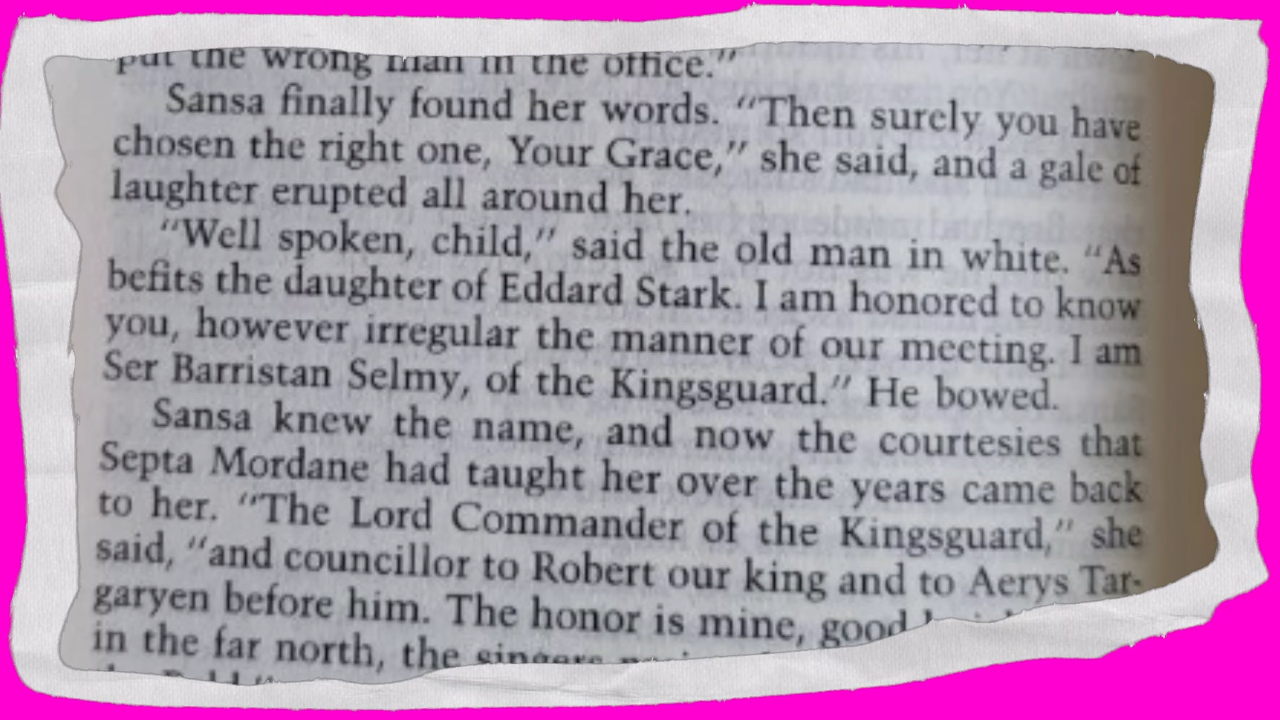 put the wrong man in the office.”
Sansa finally found her words. “Then surely you have
chosen the right one, Your Grace,” she said, and a gale of
laughter erupted all around her.
“Well spoken, child,” said the old man in white. “As
befits the daughter of Eddard Stark. I am honored to know
you, however irregular the manner of our meeting. I am
Ser Barristan Selmy, of the Kingsguard.” He bowed.
Sansa knew the name, and now the courtesies that
Septa Mordane had taught her over the years came back
to her. “The Lord Commander of the Kingsguard,” she
said, “and councillor to Robert our king and to Aerys Tar-
garyen before him. The honor is mine, good
in the far north, the singers